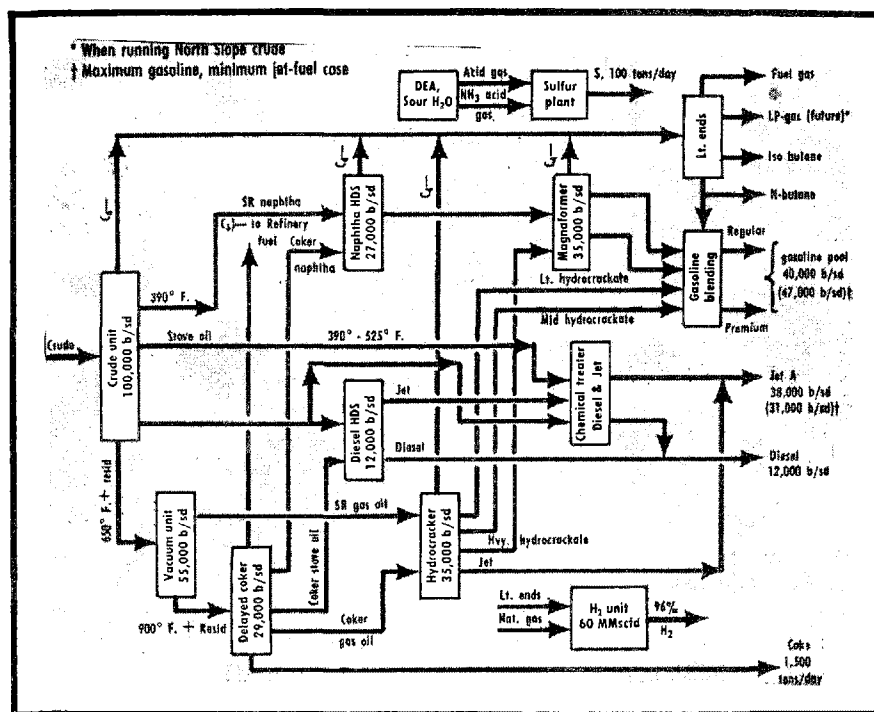 * When running North Slope crude
† Maximum gasoline, minimum jet-fuel case
DEA,
Sour H₂O
Acid gas
NH₃ acid
gas
Sulfur
plant
S, 100 tons/day
Lt. ends
Fuel gas
LP-gas (future)*
Iso butane
N-butane
C₄—
SR naphtha
C₅— to Refinery
fuel
Coker
naphtha
Naphtha HDS
27,000 b/sd
Magnaformer
35,000 b/sd
Gasoline
blending
Regular
gasoline pool
40,000 b/sd
(47,000 b/sd)†
Premium
Lt. hydrocrackate
Mid hydrocrackate
390° F.
Stove oil
390° - 525° F.
Crude
Crude unit
100,000 b/sd
Jet
Diesel HDS
12,000 b/sd
Diesel
Chemical treater
Diesel & Jet
Jet A
38,000 b/sd
(31,000 b/sd)†
Diesel
12,000 b/sd
650° F. + resid
Vacuum unit
55,000 b/sd
SR gas oil
Hydrocracker
35,000 b/sd
Hvy. hydrocrackate
Jet
Coker stove oil
900° F. + Resid
Delayed coker
29,000 b/sd
Coker
gas oil
Lt. ends
Nat. gas
H₂ unit
60 MMscfd
96%
H₂
Coke
1,500
tons/day